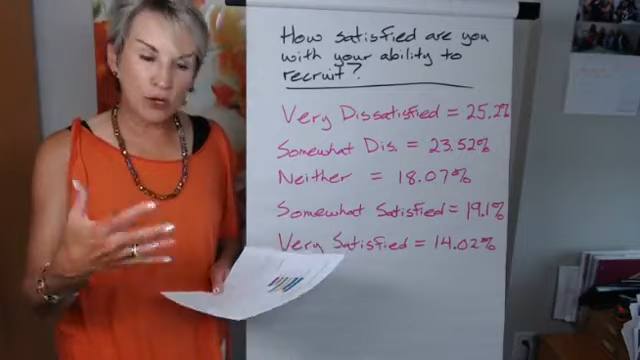 How satisfied are you
with your ability to
recruit?
Very Dissatisfied = 25.2%
Somewhat Dis. = 23.52%
Neither = 18.07%
Somewhat Satisfied = 19.1%
Very Satisfied = 14.02%